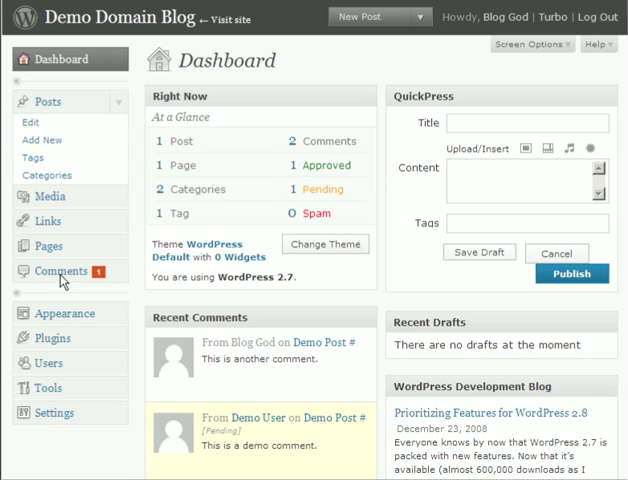 Demo Domain Blog ← Visit site
New Post
Howdy, Blog God | Turbo | Log Out
Screen Options
Help
Dashboard
Posts
Edit
Add New
Tags
Categories
Media
Links
Pages
Comments 1
Appearance
Plugins
Users
Tools
Settings
Dashboard
Right Now
At a Glance
1 Post 2 Comments
1 Page 1 Approved
2 Categories 1 Pending
1 Tag 0 Spam
Theme WordPress
Default with 0 Widgets
Change Theme
You are using WordPress 2.7.
Recent Comments
From Blog God on Demo Post #
This is another comment.
From Demo User on Demo Post #
[Pending]
This is a demo comment.
QuickPress
Title
Upload/Insert
Content
Tags
Save Draft
Cancel
Publish
Recent Drafts
There are no drafts at the moment
WordPress Development Blog
Prioritizing Features for WordPress 2.8
December 23, 2008
Everyone knows by now that WordPress 2.7 is
packed with new features. Now that it's
available (almost 600,000 downloads as I